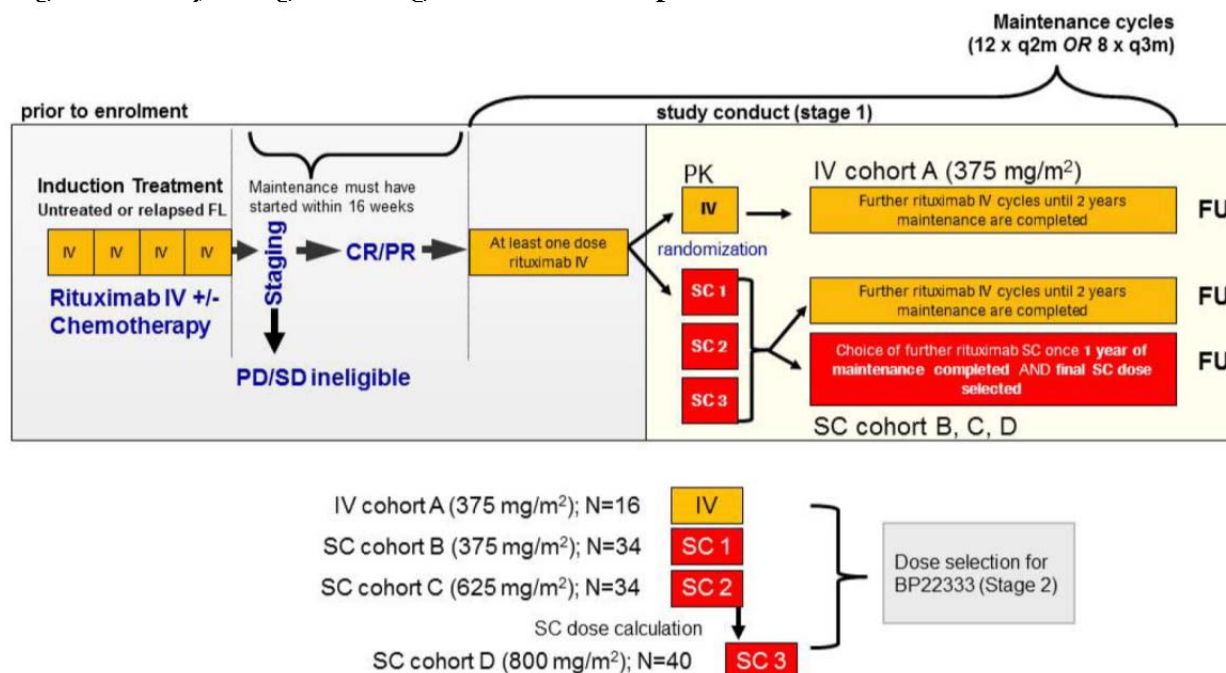 Maintenance cycles
(12 x q2m OR 8 x q3m)
prior to enrolment
study conduct (stage 1)
Induction Treatment
Untreated or relapsed FL
IV
IV
IV
IV
Rituximab IV +/-
Chemotherapy
Maintenance must have
started within 16 weeks
Staging
CR/PR
PD/SD ineligible
At least one dose
rituximab IV
PK
IV
randomization
SC 1
SC 2
SC 3
IV cohort A (375 mg/m²)
Further rituximab IV cycles until 2 years
maintenance are completed
FU
Further rituximab IV cycles until 2 years
maintenance are completed
FU
Choice of further rituximab SC once 1 year of
maintenance completed AND final SC dose
selected
FU
SC cohort B, C, D
IV cohort A (375 mg/m²); N=16
IV
SC cohort B (375 mg/m²); N=34
SC 1
SC cohort C (625 mg/m²); N=34
SC 2
SC dose calculation
SC cohort D (800 mg/m²); N=40
SC 3
Dose selection for
BP22333 (Stage 2)